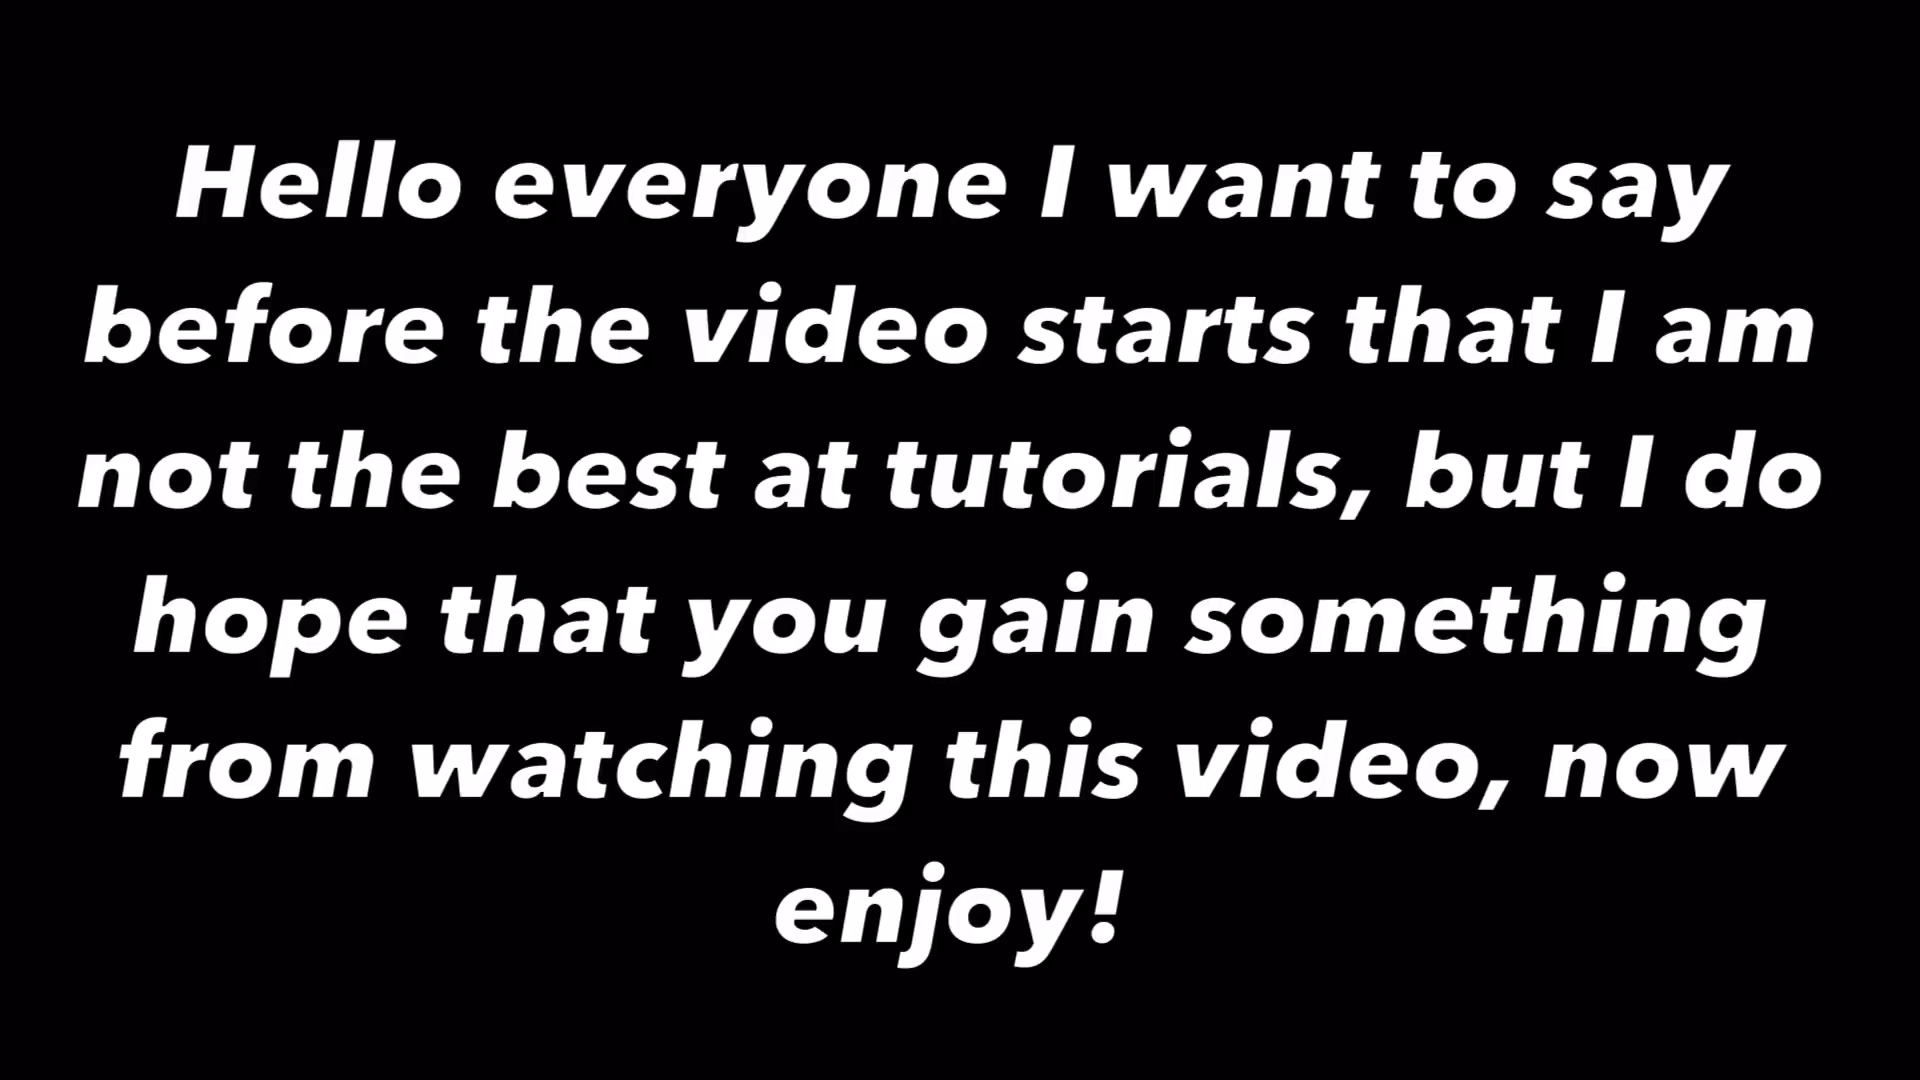 Hello everyone I want to say
before the video starts that I am
not the best at tutorials, but I do
hope that you gain something
from watching this video, now
enjoy!